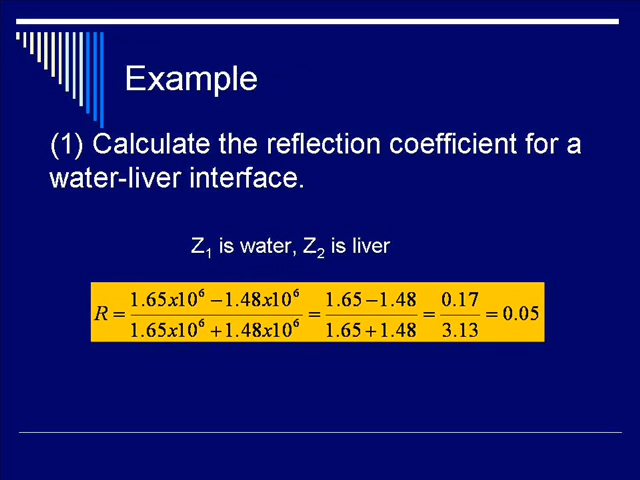 Example
(1) Calculate the reflection coefficient for a
water-liver interface.
Z₁ is water, Z₂ is liver
R = (1.65x10⁶ − 1.48x10⁶) / (1.65x10⁶ + 1.48x10⁶) = (1.65 − 1.48) / (1.65 + 1.48) = 0.17 / 3.13 = 0.05